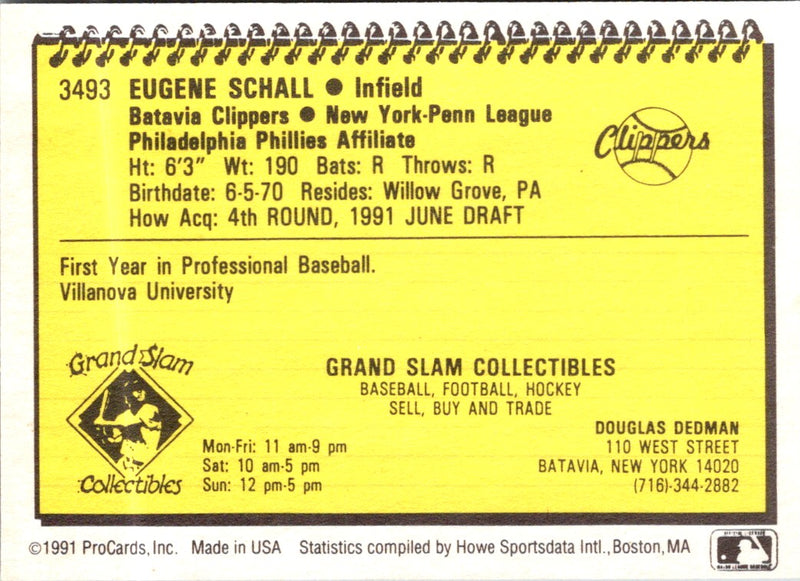 3493 EUGENE SCHALL ● Infield
Batavia Clippers ● New York-Penn League
Philadelphia Phillies Affiliate
Clippers
Ht: 6'3" Wt: 190 Bats: R Throws: R
Birthdate: 6-5-70 Resides: Willow Grove, PA
How Acq: 4th ROUND, 1991 JUNE DRAFT
First Year in Professional Baseball.
Villanova University
Grand Slam
Collectibles
Mon-Fri: 11 am-9 pm
Sat: 10 am-5 pm
Sun: 12 pm-5 pm
GRAND SLAM COLLECTIBLES
BASEBALL, FOOTBALL, HOCKEY
SELL, BUY AND TRADE
DOUGLAS DEDMAN
110 WEST STREET
BATAVIA, NEW YORK 14020
(716)-344-2882
©1991 ProCards, Inc. Made in USA Statistics compiled by Howe Sportsdata Intl., Boston, MA